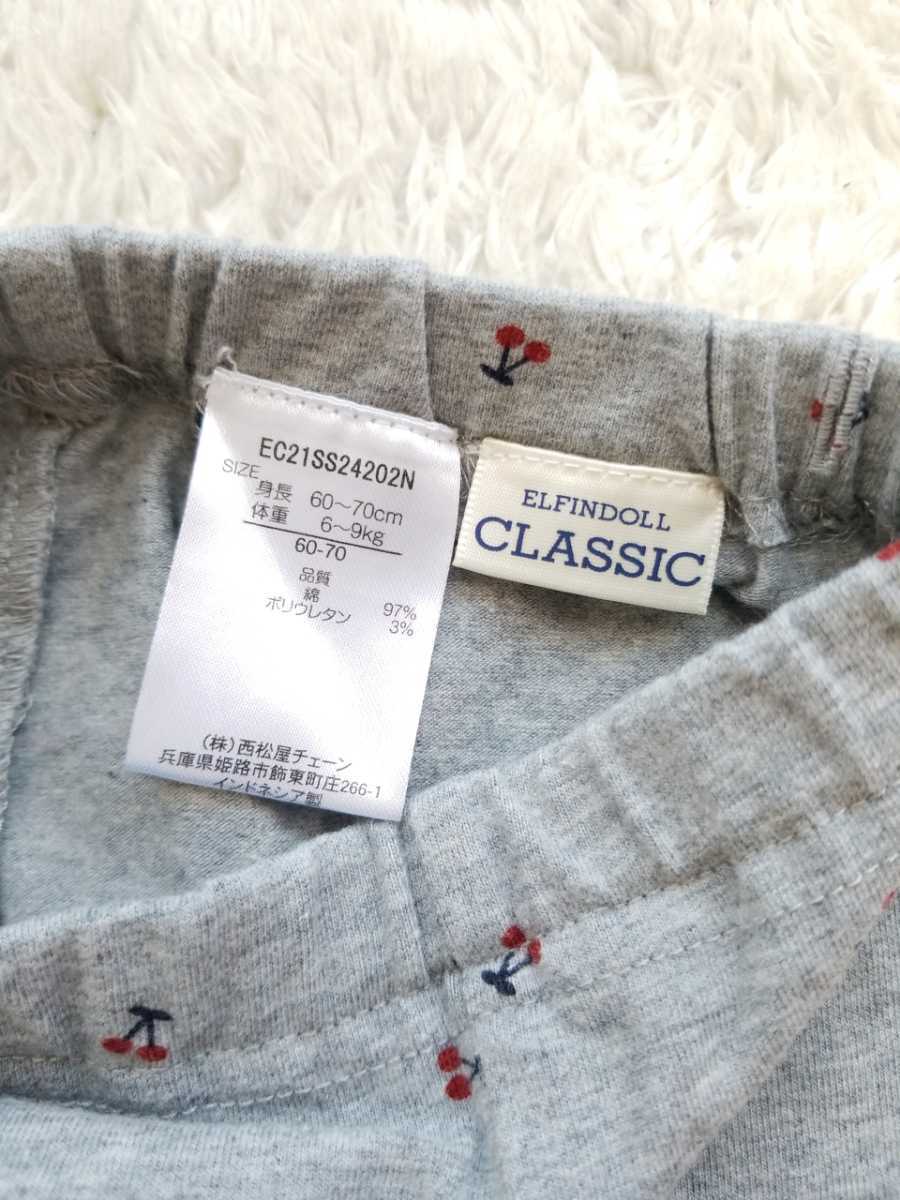 EC21SS24202N
SIZE
身長 60～70cm
体重 6～9kg
60-70
品質
綿 97%
ポリウレタン 3%
(株)西松屋チェーン
兵庫県姫路市飾東町庄266-1
インドネシア製
ELFINDOLL
CLASSIC